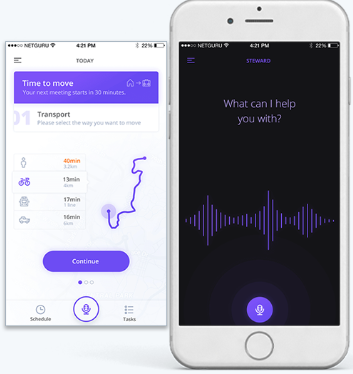 NETGURU
4:21 PM
22%
TODAY
Time to move
Your next meeting starts in 30 minutes.
01
Transport
Please select the way you want to move
40min
3.2km
13min
4km
17min
16min
6km
Continue
Schedule
Tasks
NETGURU
4:21 PM
22%
STEWARD
What can I help
you with?